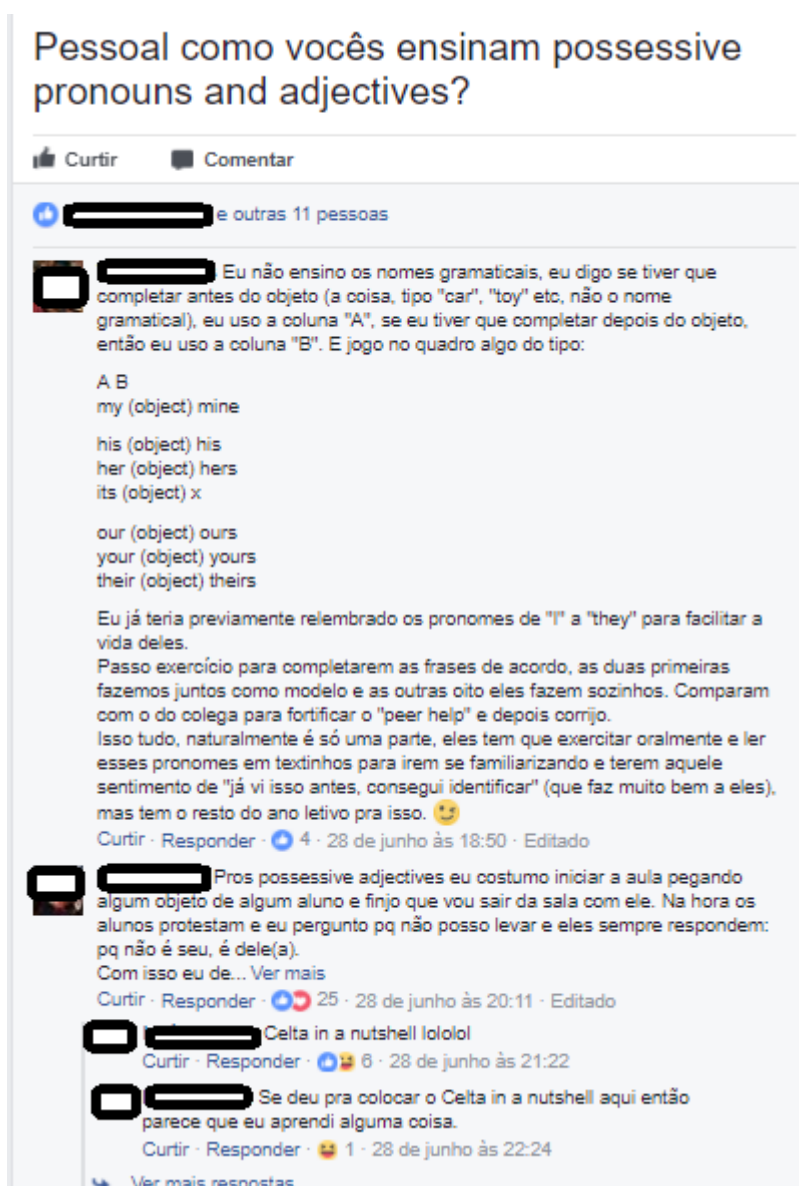 Pessoal como vocês ensinam possessive
pronouns and adjectives?
Curtir Comentar
e outras 11 pessoas
Eu não ensino os nomes gramaticais, eu digo se tiver que
completar antes do objeto (a coisa, tipo "car", "toy" etc, não o nome
gramatical), eu uso a coluna "A", se eu tiver que completar depois do objeto,
então eu uso a coluna "B". E jogo no quadro algo do tipo:
A B
my (object) mine
his (object) his
her (object) hers
its (object) x
our (object) ours
your (object) yours
their (object) theirs
Eu já teria previamente relembrado os pronomes de "I" a "they" para facilitar a
vida deles.
Passo exercício para completarem as frases de acordo, as duas primeiras
fazemos juntos como modelo e as outras oito eles fazem sozinhos. Comparam
com o do colega para fortificar o "peer help" e depois corrijo.
Isso tudo, naturalmente é só uma parte, eles tem que exercitar oralmente e ler
esses pronomes em textinhos para irem se familiarizando e terem aquele
sentimento de "já vi isso antes, consegui identificar" (que faz muito bem a eles),
mas tem o resto do ano letivo pra isso. 😉
Curtir · Responder · 4 · 28 de junho às 18:50 · Editado
Pros possessive adjectives eu costumo iniciar a aula pegando
algum objeto de algum aluno e finjo que vou sair da sala com ele. Na hora os
alunos protestam e eu pergunto pq não posso levar e eles sempre respondem:
pq não é seu, é dele(a).
Com isso eu de... Ver mais
Curtir · Responder · 25 · 28 de junho às 20:11 · Editado
Celta in a nutshell lololol
Curtir · Responder · 6 · 28 de junho às 21:22
Se deu pra colocar o Celta in a nutshell aqui então
parece que eu aprendi alguma coisa.
Curtir · Responder · 1 · 28 de junho às 22:24
Ver mais respostas